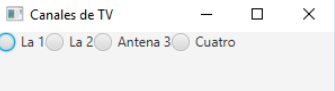 Canales de TV
La 1 La 2 Antena 3 Cuatro